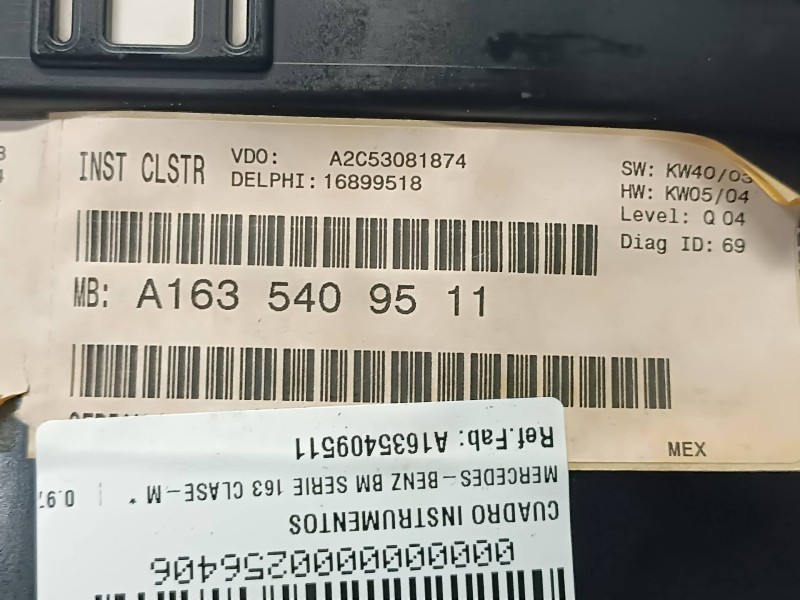 INST CLSTR
VDO: A2C53081874
DELPHI: 16899518
SW: KW40/03
HW: KW05/04
Level: Q 04
Diag ID: 69
MB: A163 540 95 11
MEX
0000000000256406
CUADRO INSTRUMENTOS
MERCEDES-BENZ BM SERIE 163 CLASE-M *
Ref.Fab: A1635409511